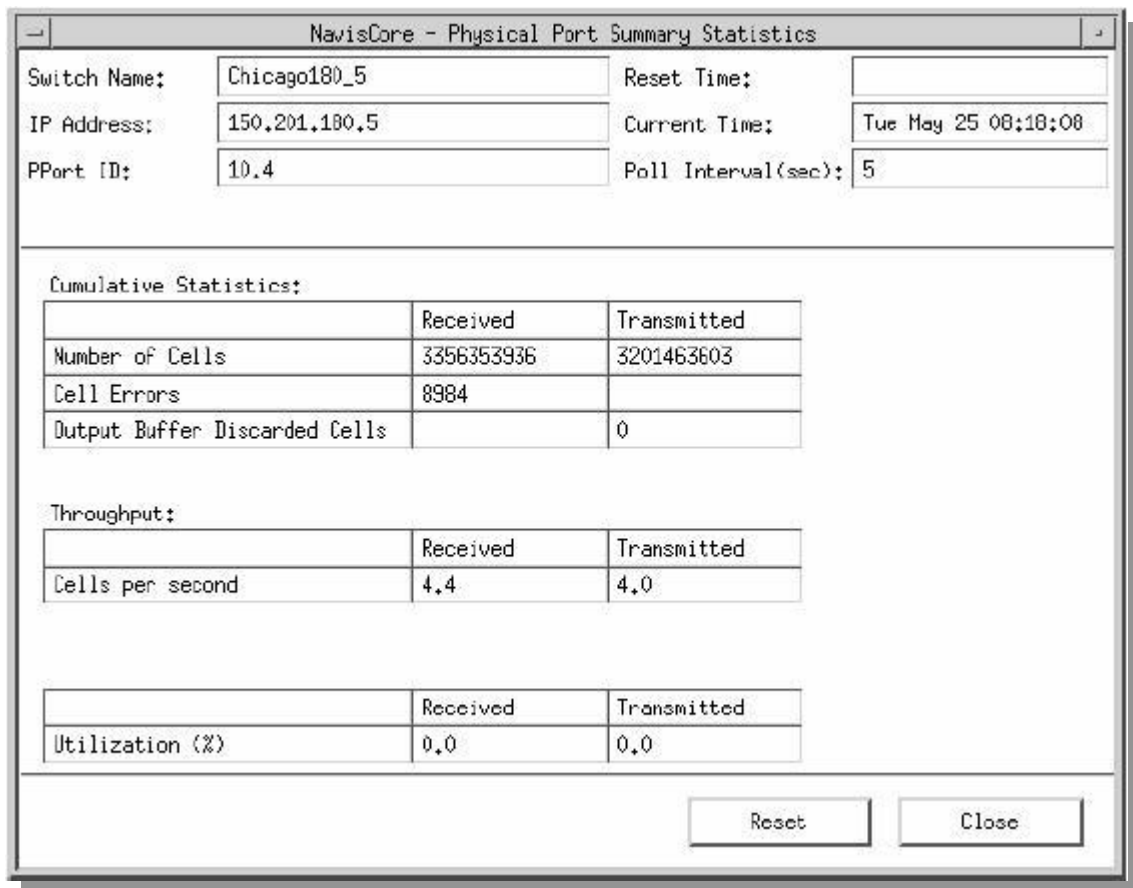 NavisCore - Physical Port Summary Statistics
Switch Name: Chicago180_5 Reset Time:
IP Address: 150.201.180.5 Current Time: Tue May 25 08:18:08
PPort ID: 10.4 Poll Interval(sec): 5
Cumulative Statistics:
Received Transmitted
Number of Cells 3356353936 3201463603
Cell Errors 8984
Output Buffer Discarded Cells 0
Throughput:
Received Transmitted
Cells per second 4.4 4.0
Received Transmitted
Utilization (%) 0.0 0.0
Reset Close